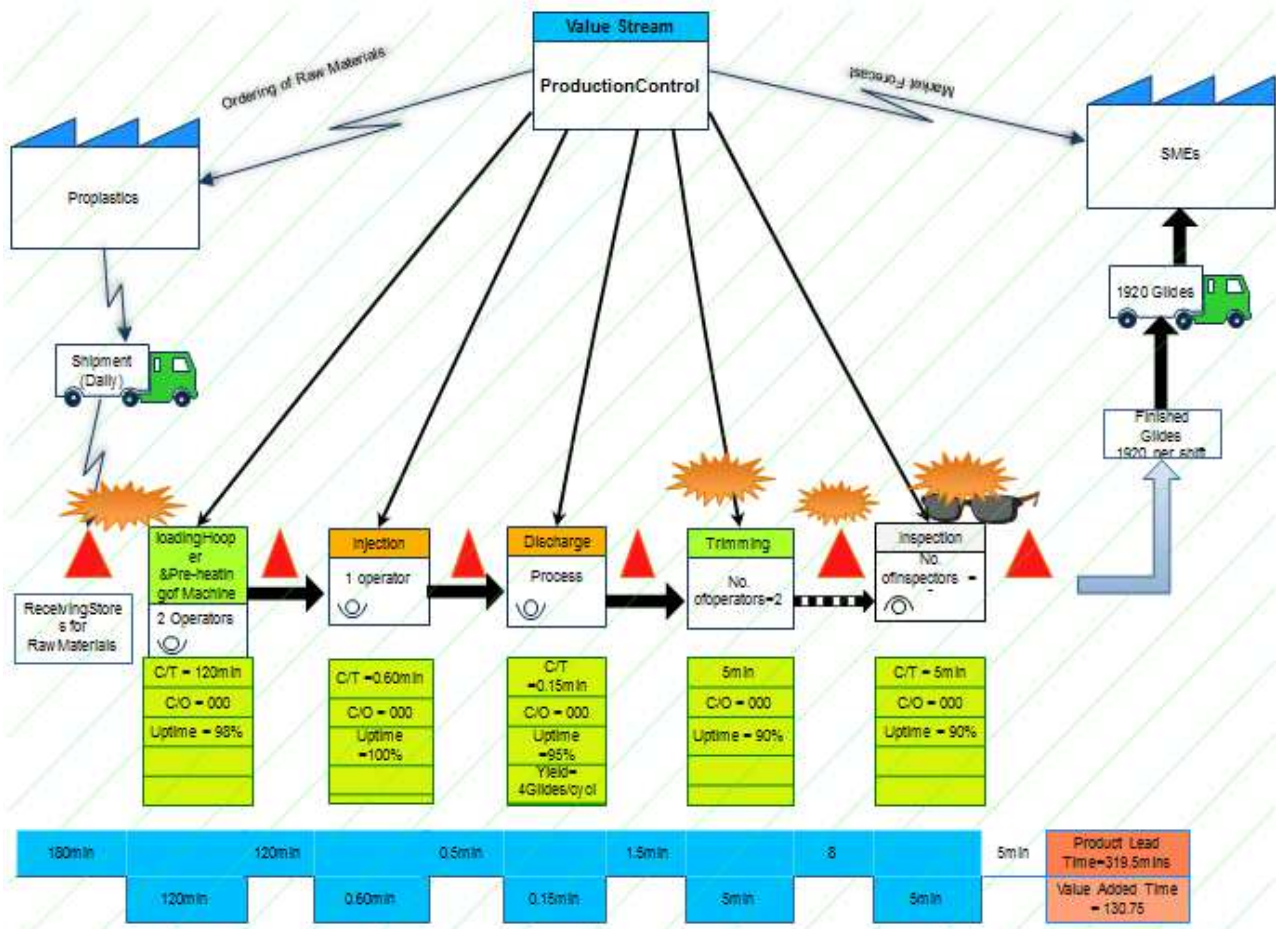 Value Stream
ProductionControl
Ordering of Raw Materials
Market Forecast
Proplastics
SMEs
Shipment
(Daily)
1920 Glides
Finished
Glides
1920 per shift
loadingHoop
er
&Pre-heatin
gof Machine
2 Operators
Injection
1 operator
Discharge
Process
Trimming
No.
ofoperators=2
Inspection
No.
ofInspectors =
ReceivingStore
s for
RawMaterials
C/T = 120min
C/O = 000
Uptime = 98%
C/T =0.60min
C/O = 000
Uptime
=100%
C/T
=0.15min
C/O = 000
Uptime
=95%
Yield=
4Glides/cycl
5min
C/O = 000
Uptime = 90%
C/T = 5min
C/O = 000
Uptime = 90%
180min
120min
0.5min
1.5min
8
5min
Product Lead
Time=319.5mins
120min
0.60min
0.15min
5min
5min
Value Added Time
= 130.75